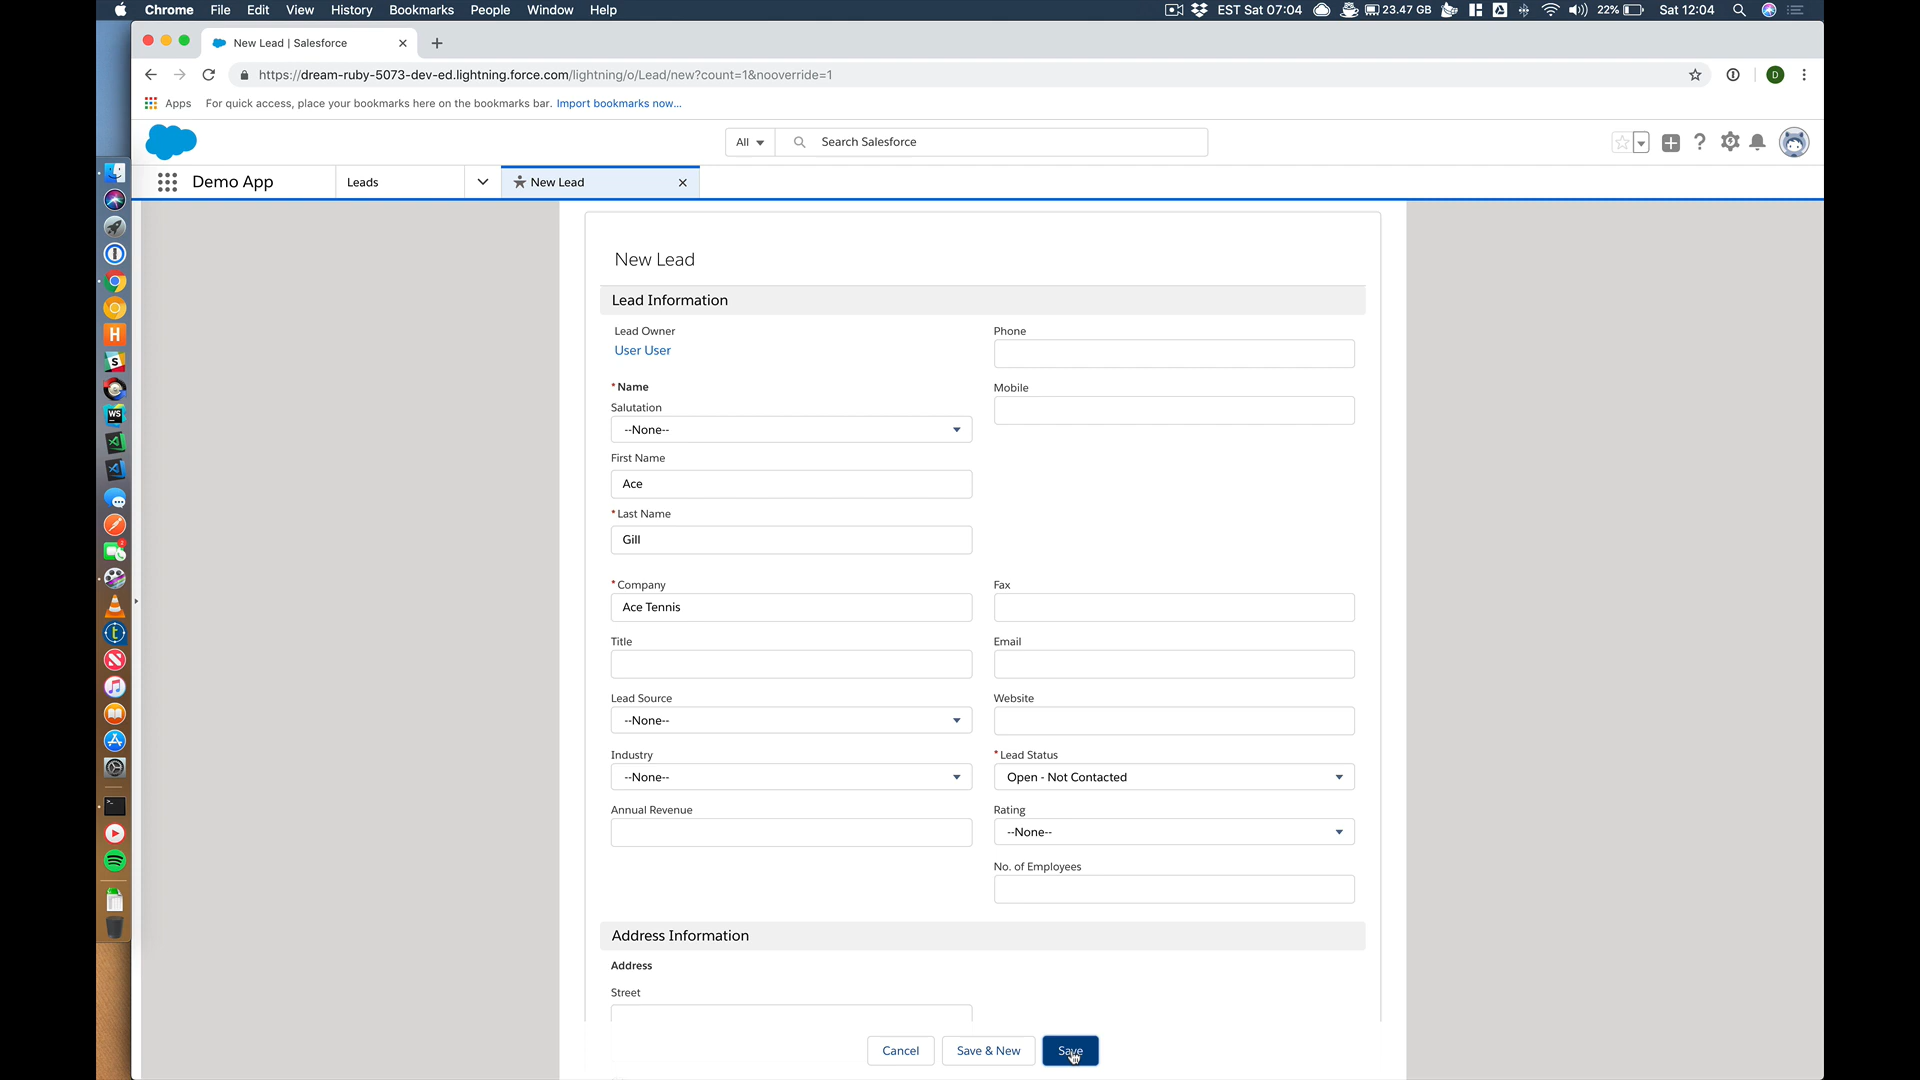 Chrome File Edit View History Bookmarks People Window Help EST Sat 07:04 23.47 GB 22% Sat 12:04
New Lead | Salesforce
https://dream-ruby-5073-dev-ed.lightning.force.com/lightning/o/Lead/new?count=1&nooverride=1 D
Apps For quick access, place your bookmarks here on the bookmarks bar. Import bookmarks now...
All Search Salesforce
Demo App Leads New Lead
New Lead
Lead Information
Lead Owner Phone
User User
*Name Mobile
Salutation
--None--
First Name
Ace
*Last Name
Gill
*Company Fax
Ace Tennis
Title Email
Lead Source Website
--None--
Industry *Lead Status
--None-- Open - Not Contacted
Annual Revenue Rating
--None--
No. of Employees
Address Information
Address
Street
Cancel Save & New Save
H
S
WS
2